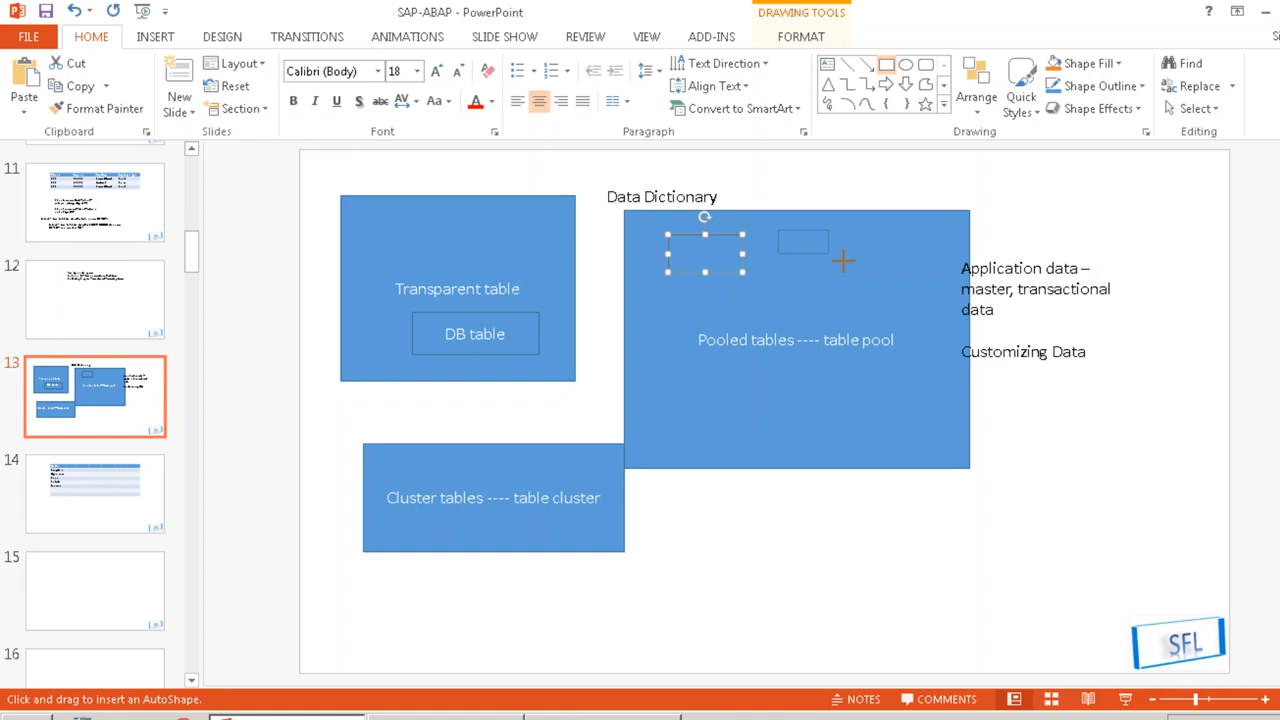 SAP-ABAP - PowerPoint
DRAWING TOOLS
?
FILE
HOME
INSERT
DESIGN
TRANSITIONS
ANIMATIONS
SLIDE SHOW
REVIEW
VIEW
ADD-INS
FORMAT
Si
Paste
Cut
Copy
Format Painter
Clipboard
New
Slide
Layout
Reset
Section
Slides
Calibri (Body)
18
B I U S abc AV Aa A
Font
Text Direction
Align Text
Convert to SmartArt
Paragraph
Arrange
Quick
Styles
Shape Fill
Shape Outline
Shape Effects
Drawing
Find
Replace
Select
Editing
11
12
13
14
15
16
Data Dictionary
Transparent table
DB table
Pooled tables ---- table pool
Application data –
master, transactional
data
Customizing Data
Cluster tables ---- table cluster
SFL
Click and drag to insert an AutoShape.
NOTES
COMMENTS